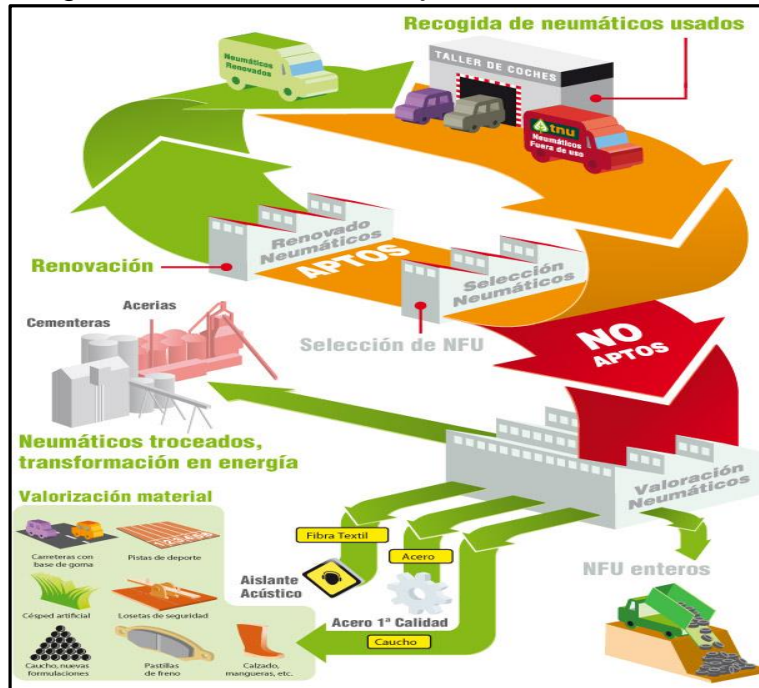 Recogida de neumáticos usados
Neumáticos
Renovados
TALLER DE COCHES
tnu
Neumáticos
Fuera de uso
Renovado
Neumáticos
APTOS
Renovación
Selección
Neumáticos
Selección de NFU
NO
APTOS
Acerias
Cementeras
Neumáticos troceados,
transformación en energía
Valoración
Neumáticos
Valorización material
Carreteras con
base de goma
Pistas de deporte
123456
Césped artificial
Losetas de seguridad
Caucho, nuevas
formulaciones
Pastillas
de freno
Calzado,
mangueras, etc.
Fibra Textil
Aislante
Acústico
Acero
Acero 1ª Calidad
Caucho
NFU enteros